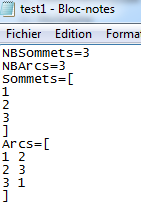 test1 - Bloc-notes
Fichier Edition Format
NBSommets=3
NBArcs=3
Sommets=[
1
2
3
]
Arcs=[
1 2
2 3
3 1
]